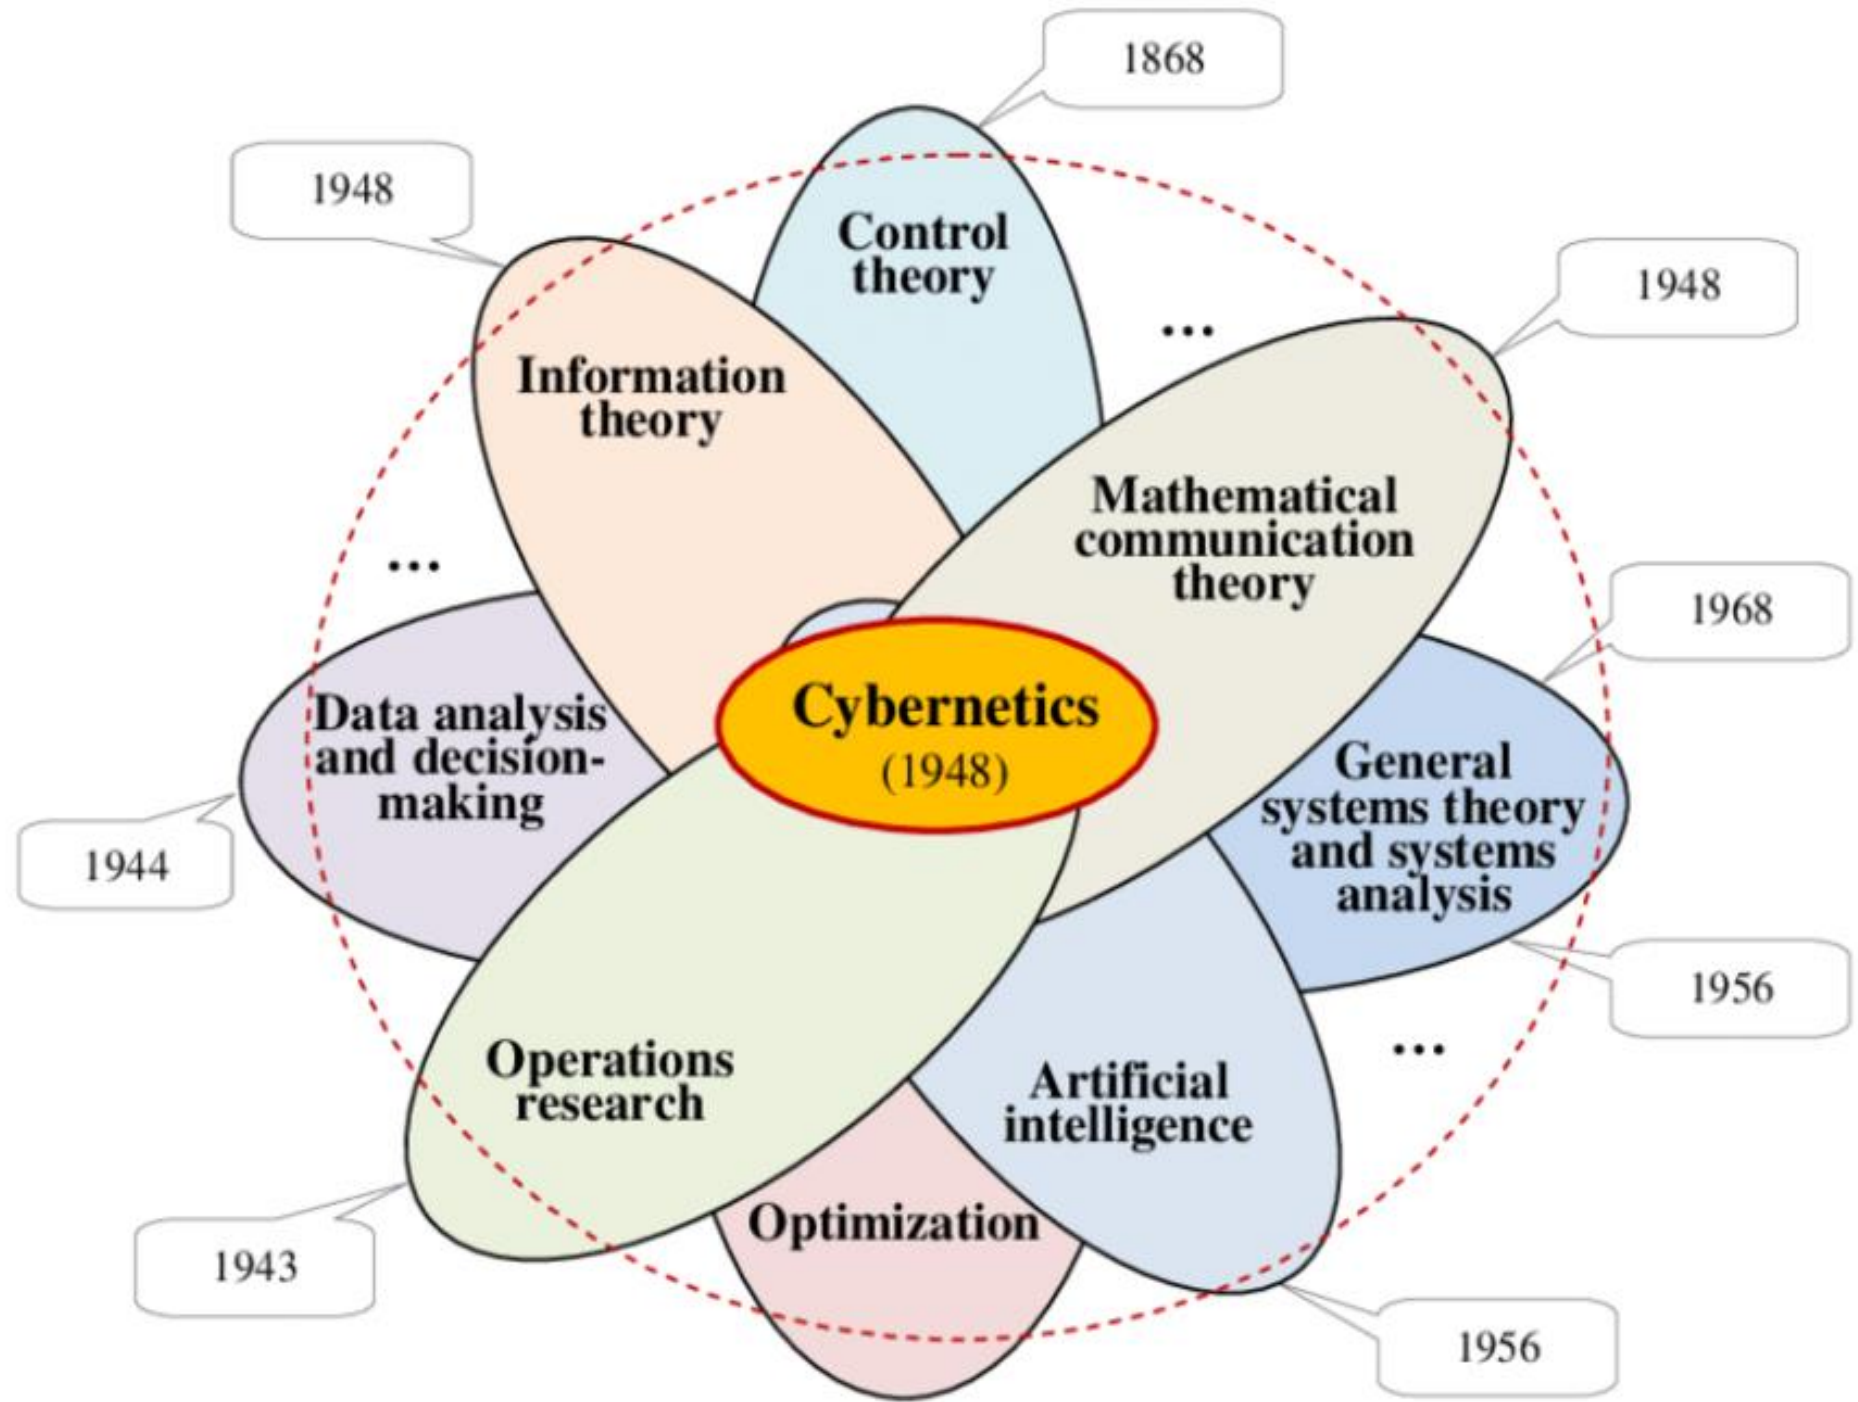 1868
1948
Control
theory
1948
Information
theory
...
Mathematical
communication
theory
...
1968
Cybernetics
(1948)
Data analysis
and decision-
making
General
systems theory
and systems
analysis
1944
1956
...
Operations
research
Artificial
intelligence
Optimization
1943
1956